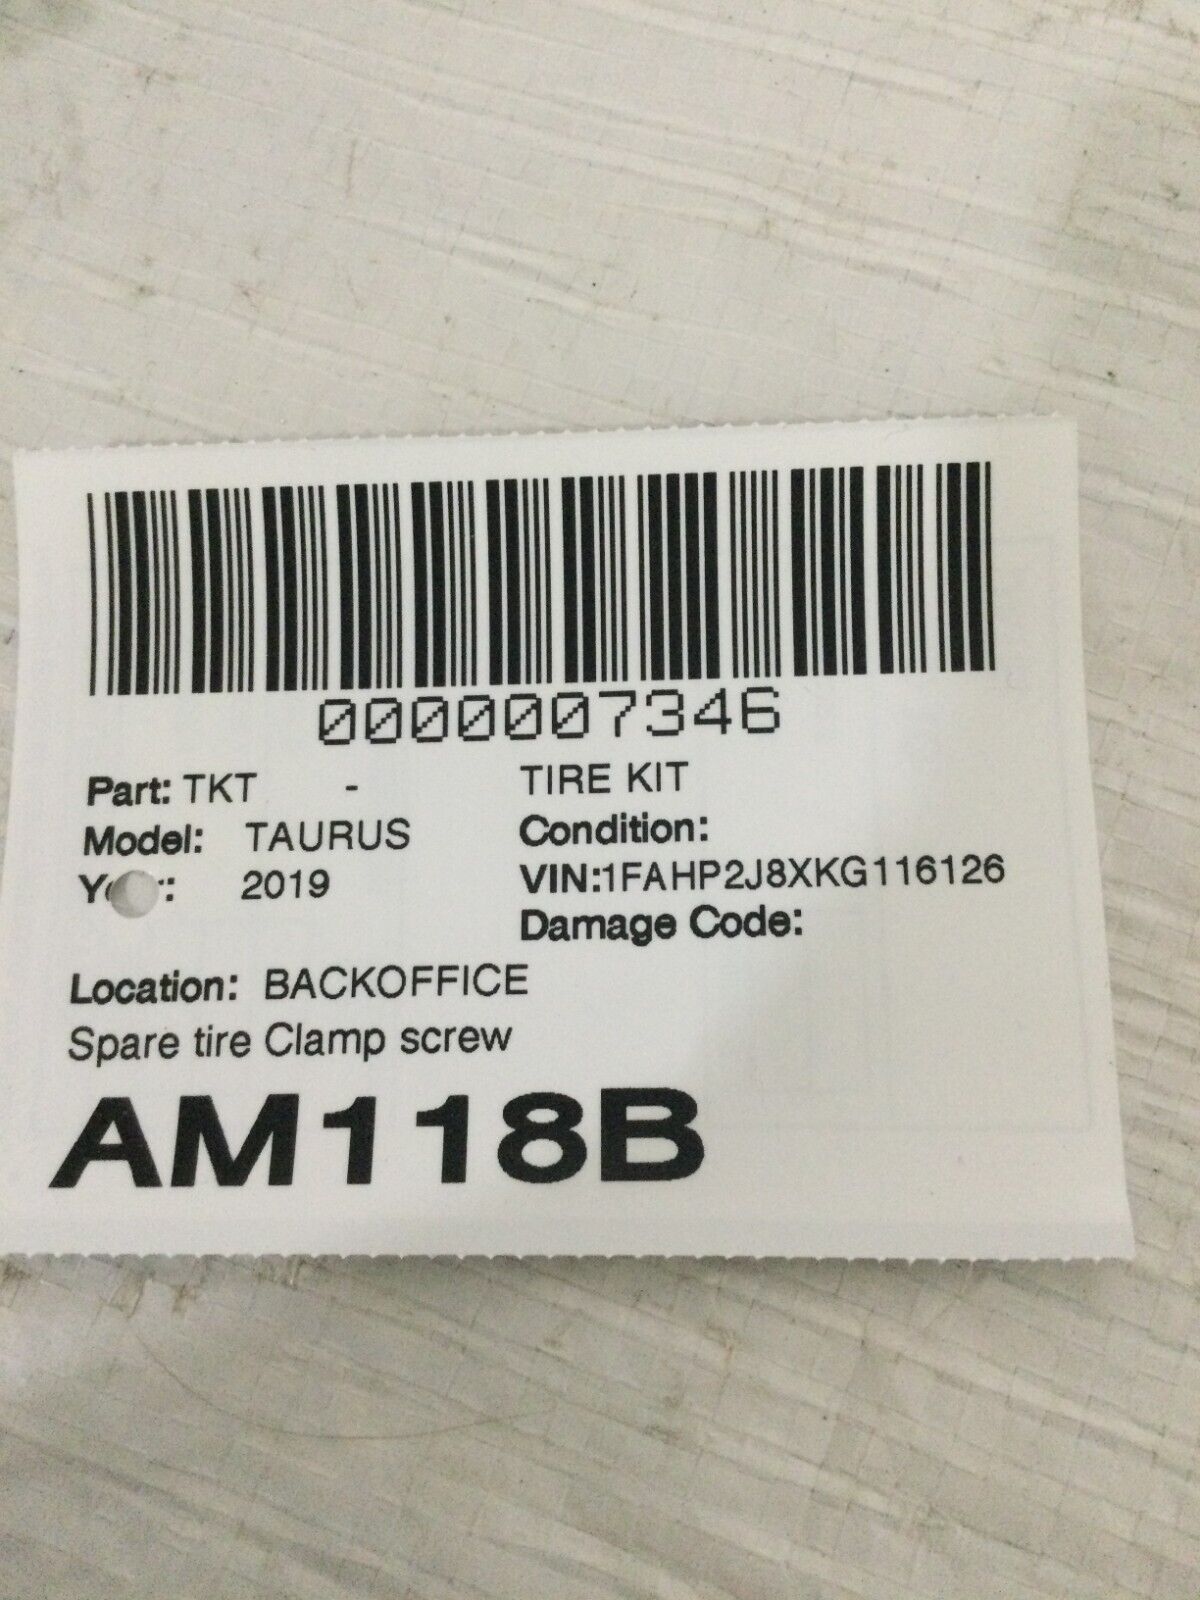 0000007346
Part: TKT - TIRE KIT
Model: TAURUS Condition:
2019 VIN:1FAHP2J8XKG116126
Damage Code:
Location: BACKOFFICE
Spare tire Clamp screw
AM118B